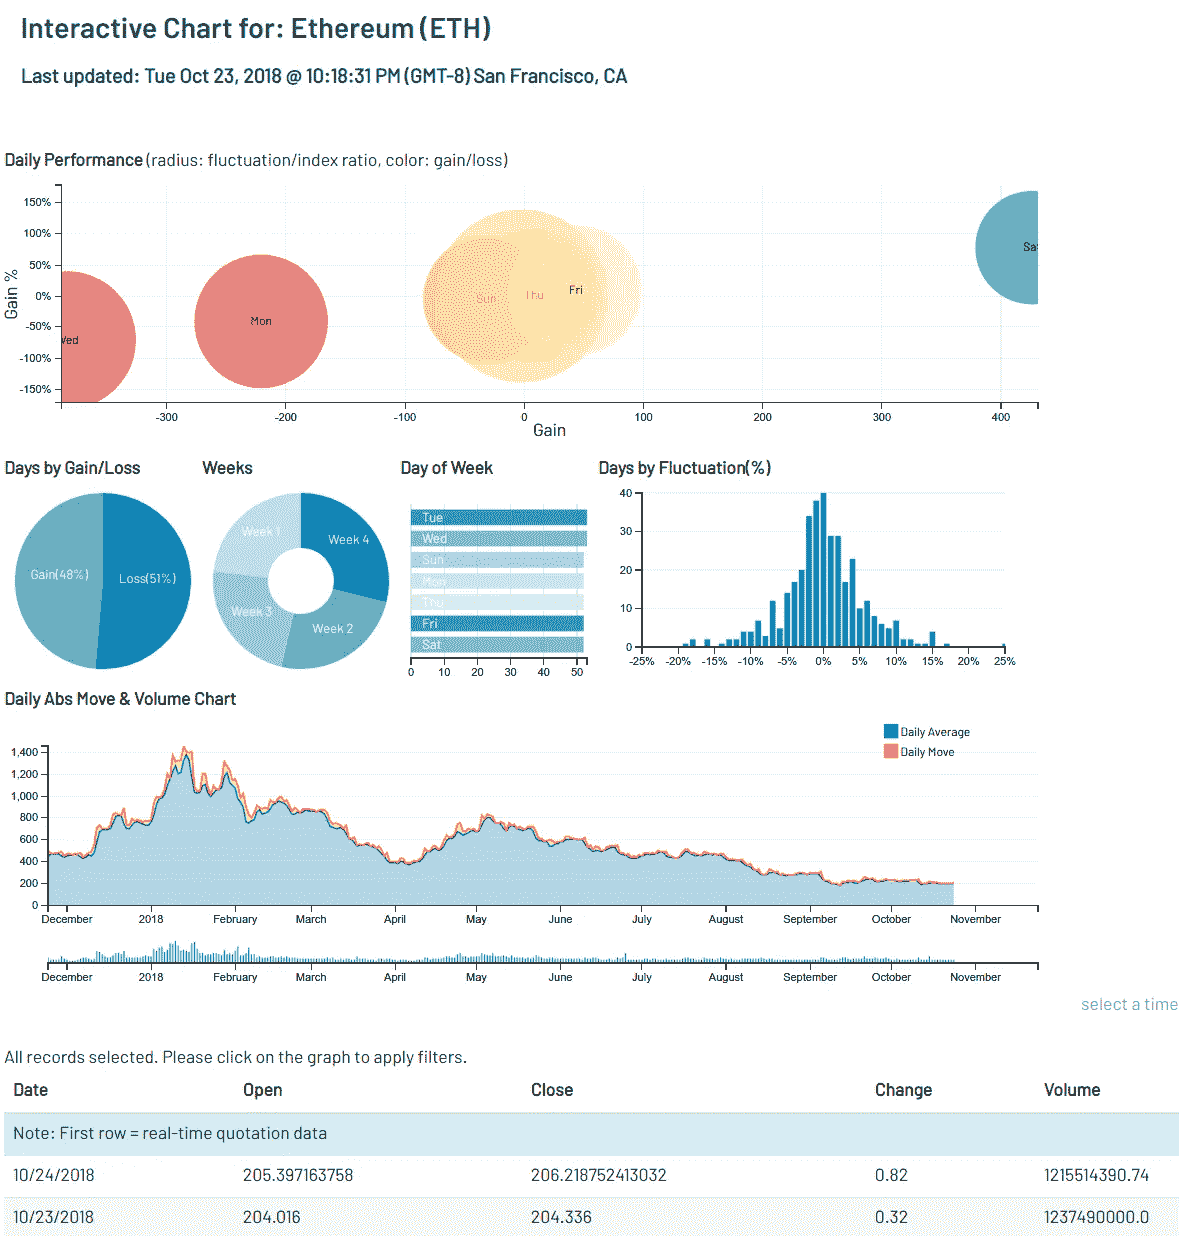 Interactive Chart for: Ethereum (ETH)
Last updated: Tue Oct 23, 2018 @ 10:18:31 PM (GMT-8) San Francisco, CA
Daily Performance (radius: fluctuation/index ratio, color: gain/loss)
Gain %
150%
100%
50%
0%
-50%
-100%
-150%
Wed
Mon
Sun
Thu
Fri
Sa
-300 -200 -100 0 100 200 300 400
Gain
Days by Gain/Loss
Gain(48%)
Loss(51%)
Weeks
Week 1
Week 4
Week 3
Week 2
Day of Week
Tue
Wed
Sun
Mon
Thu
Fri
Sat
0 10 20 30 40 50
Days by Fluctuation(%)
40
30
20
10
0
-25% -20% -15% -10% -5% 0% 5% 10% 15% 20% 25%
Daily Abs Move & Volume Chart
Daily Average
Daily Move
1,400
1,200
1,000
800
600
400
200
0
December 2018 February March April May June July August September October November
December 2018 February March April May June July August September October November
select a time
All records selected. Please click on the graph to apply filters.
Date Open Close Change Volume
Note: First row = real-time quotation data
10/24/2018 205.397163758 206.218752413032 0.82 1215514390.74
10/23/2018 204.016 204.336 0.32 1237490000.0